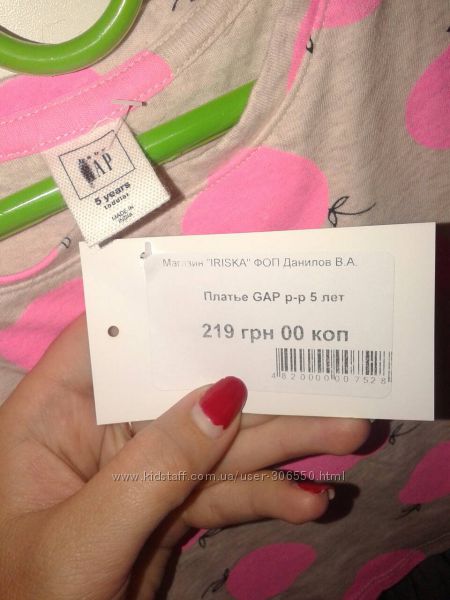 GAP
5 years
toddler
MADE IN
INDIA
Магазин "IRISKA" ФОП Данилов В.А.
Платье GAP р-р 5 лет
219 грн 00 коп
4820000007528
www.kidstaff.com.ua/user-306550.html